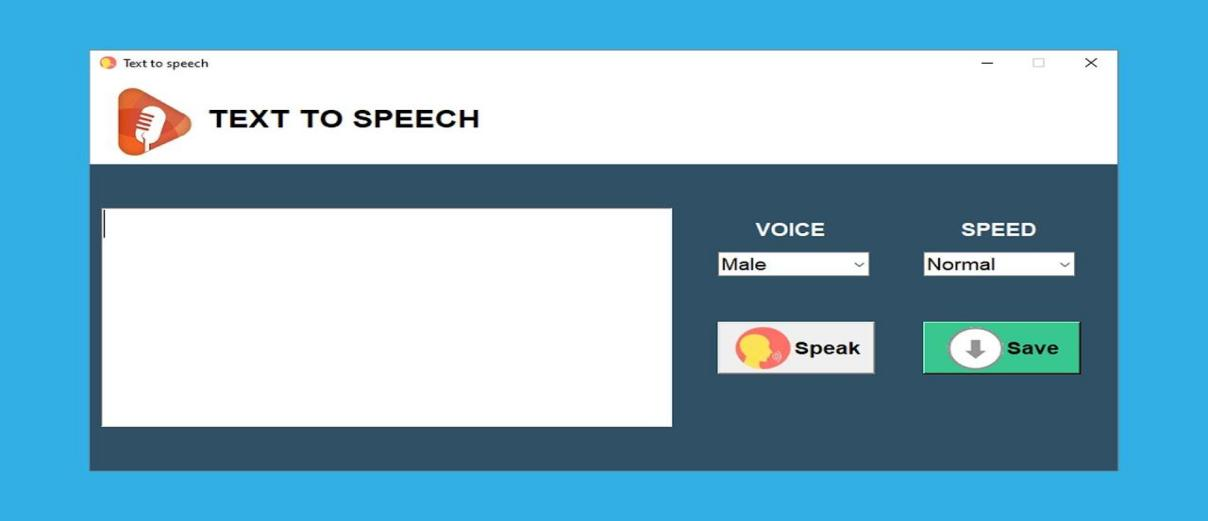 Text to speech
TEXT TO SPEECH
VOICE SPEED
Male Normal
Speak Save